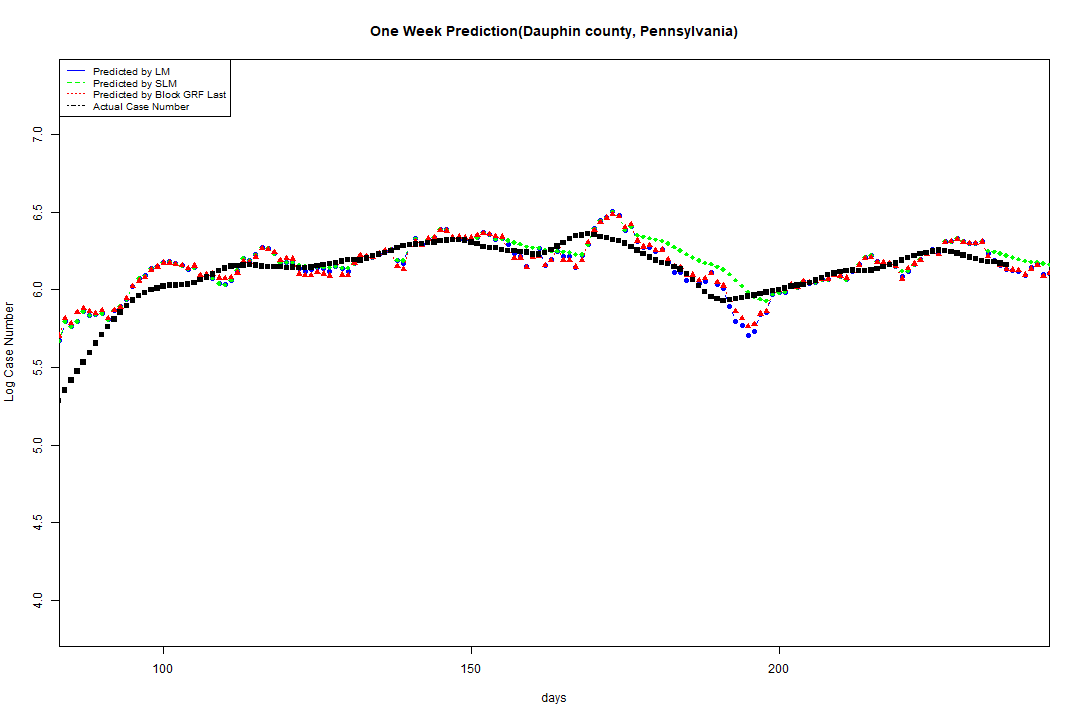 One Week Prediction(Dauphin county, Pennsylvania)
Predicted by LM
Predicted by SLM
Predicted by Block GRF Last
Actual Case Number
7.0
6.5
6.0
5.5
5.0
4.5
4.0
Log Case Number
100
150
200
days